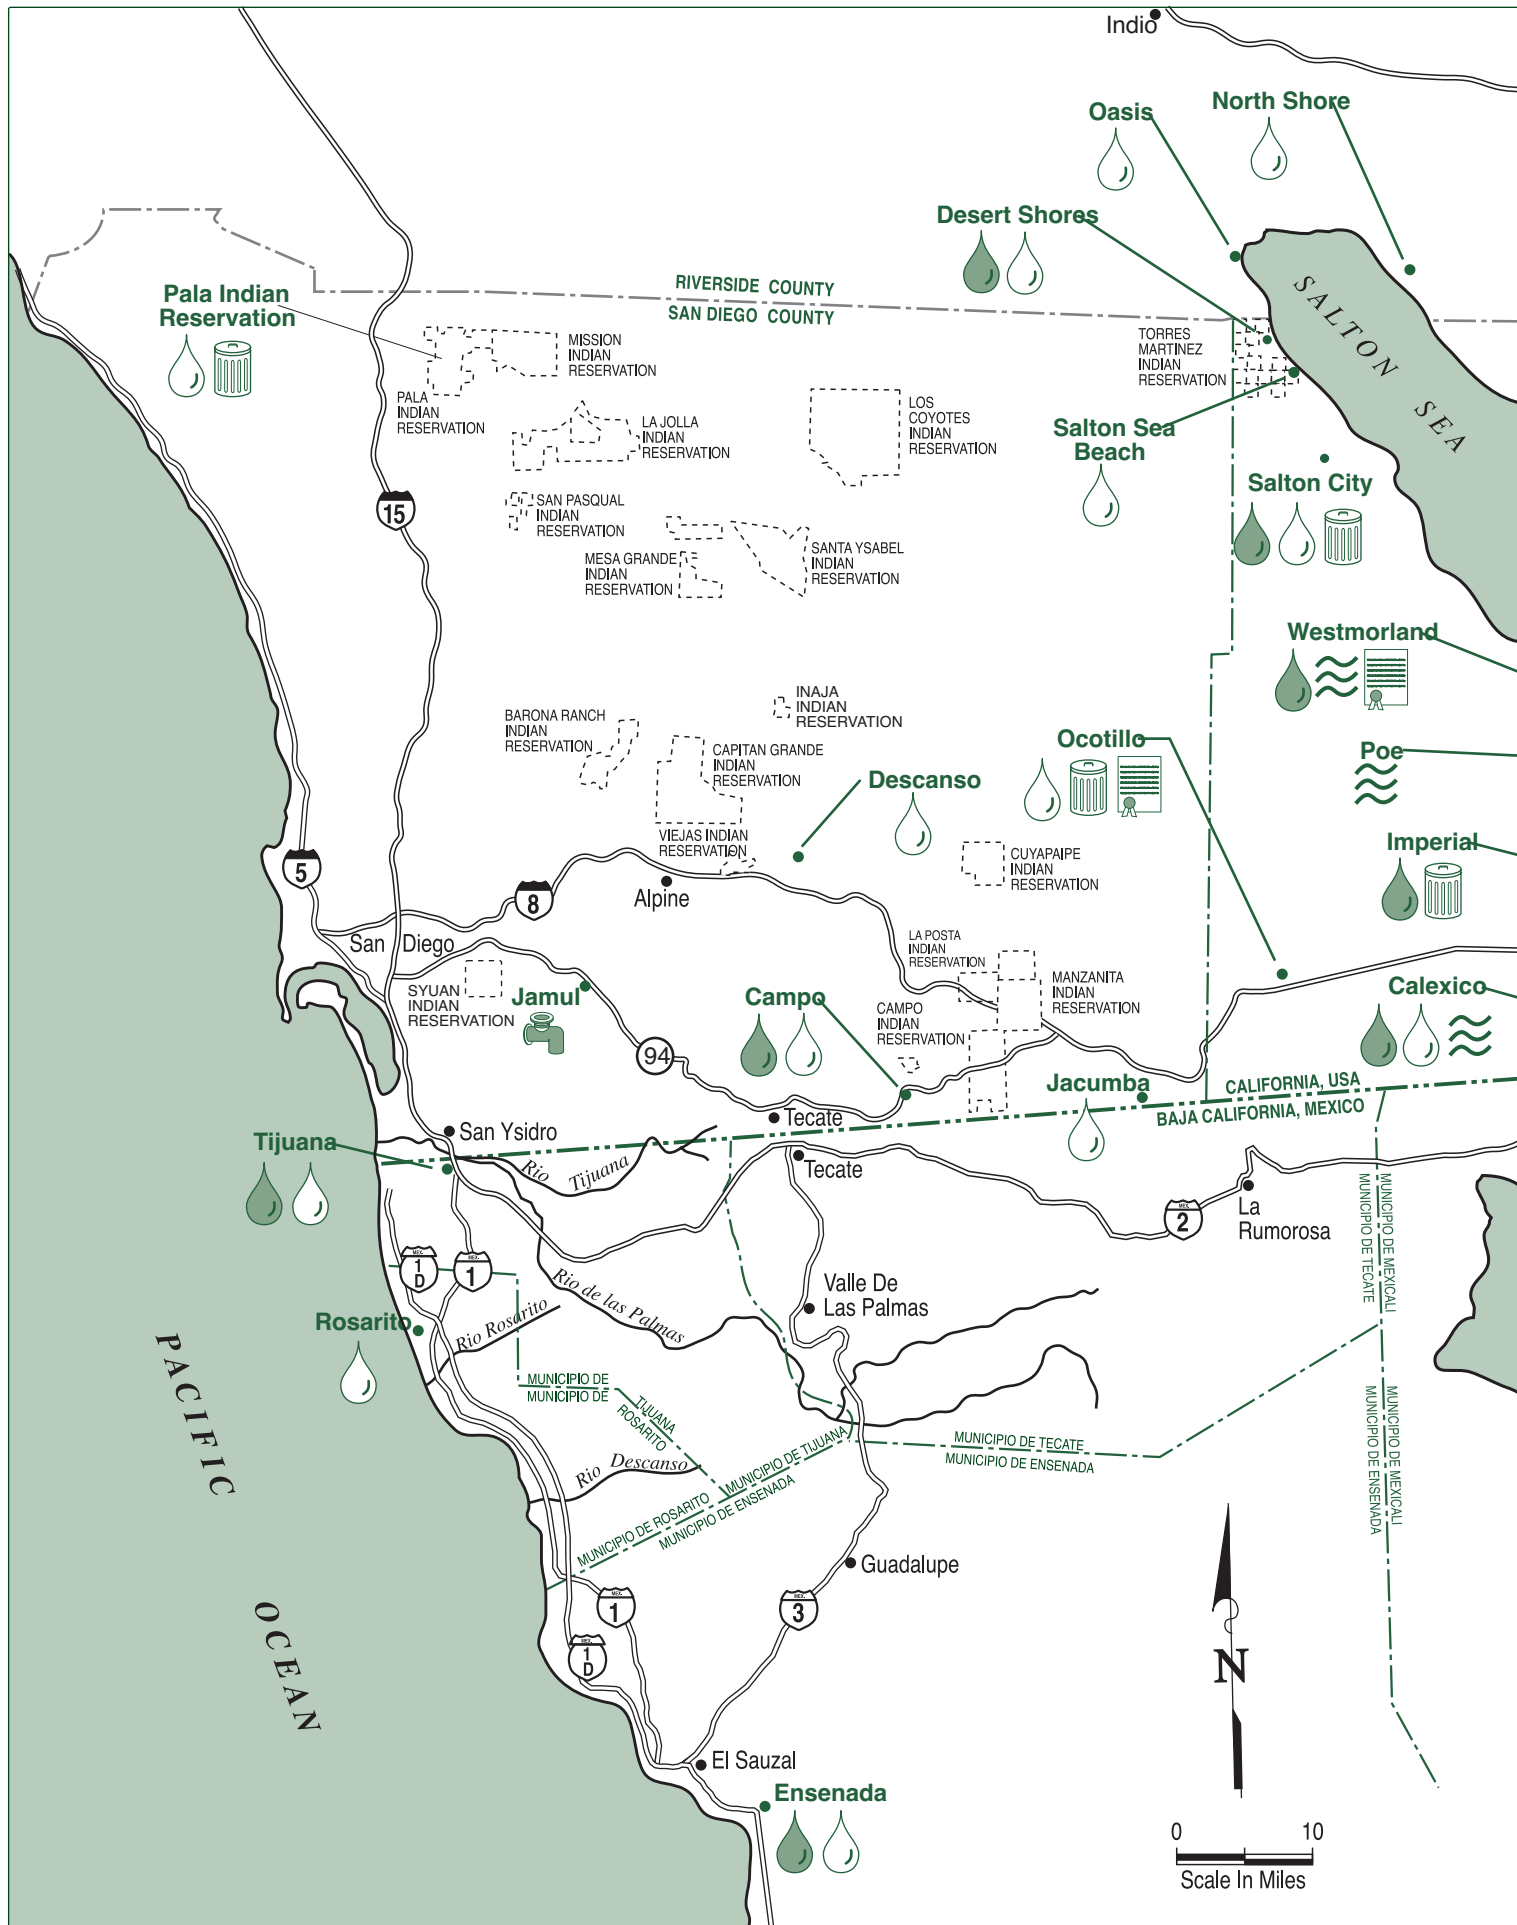 Indio
Oasis
North Shore
Desert Shores
RIVERSIDE COUNTY
SAN DIEGO COUNTY
SALTON SEA
Pala Indian
Reservation
MISSION
INDIAN
RESERVATION
TORRES
MARTINEZ
INDIAN
RESERVATION
PALA
INDIAN
RESERVATION
LA JOLLA
INDIAN
RESERVATION
LOS
COYOTES
INDIAN
RESERVATION
Salton Sea
Beach
Salton City
15
SAN PASQUAL
INDIAN
RESERVATION
MESA GRANDE
INDIAN
RESERVATION
SANTA YSABEL
INDIAN
RESERVATION
Westmorland
INAJA
INDIAN
RESERVATION
BARONA RANCH
INDIAN
RESERVATION
CAPITAN GRANDE
INDIAN
RESERVATION
Ocotillo
Poe
Descanso
VIEJAS INDIAN
RESERVATION
CUYAPAIPE
INDIAN
RESERVATION
Imperial
5
8
Alpine
San Diego
LA POSTA
INDIAN
RESERVATION
SYUAN
INDIAN
RESERVATION
Jamul
Campo
CAMPO
INDIAN
RESERVATION
MANZANITA
INDIAN
RESERVATION
Calexico
94
Jacumba
CALIFORNIA, USA
BAJA CALIFORNIA, MEXICO
Tecate
San Ysidro
Tijuana
Rio Tijuana
Tecate
MEX.
2
La
Rumorosa
MUNICIPIO DE MEXICALI
MUNICIPIO DE TECATE
MEX.
1
D
MEX.
1
Rio de las Palmas
Valle De
Las Palmas
Rosarito
Rio Rosarito
PACIFIC OCEAN
MUNICIPIO DE TIJUANA
MUNICIPIO DE ROSARITO
MUNICIPIO DE TECATE
MUNICIPIO DE ENSENADA
MUNICIPIO DE MEXICALI
MUNICIPIO DE ENSENADA
Rio Descanso
MUNICIPIO DE TIJUANA
MUNICIPIO DE ROSARITO
MUNICIPIO DE ENSENADA
Guadalupe
MEX.
1
MEX.
3
MEX.
1
D
N
El Sauzal
Ensenada
0 10
Scale In Miles